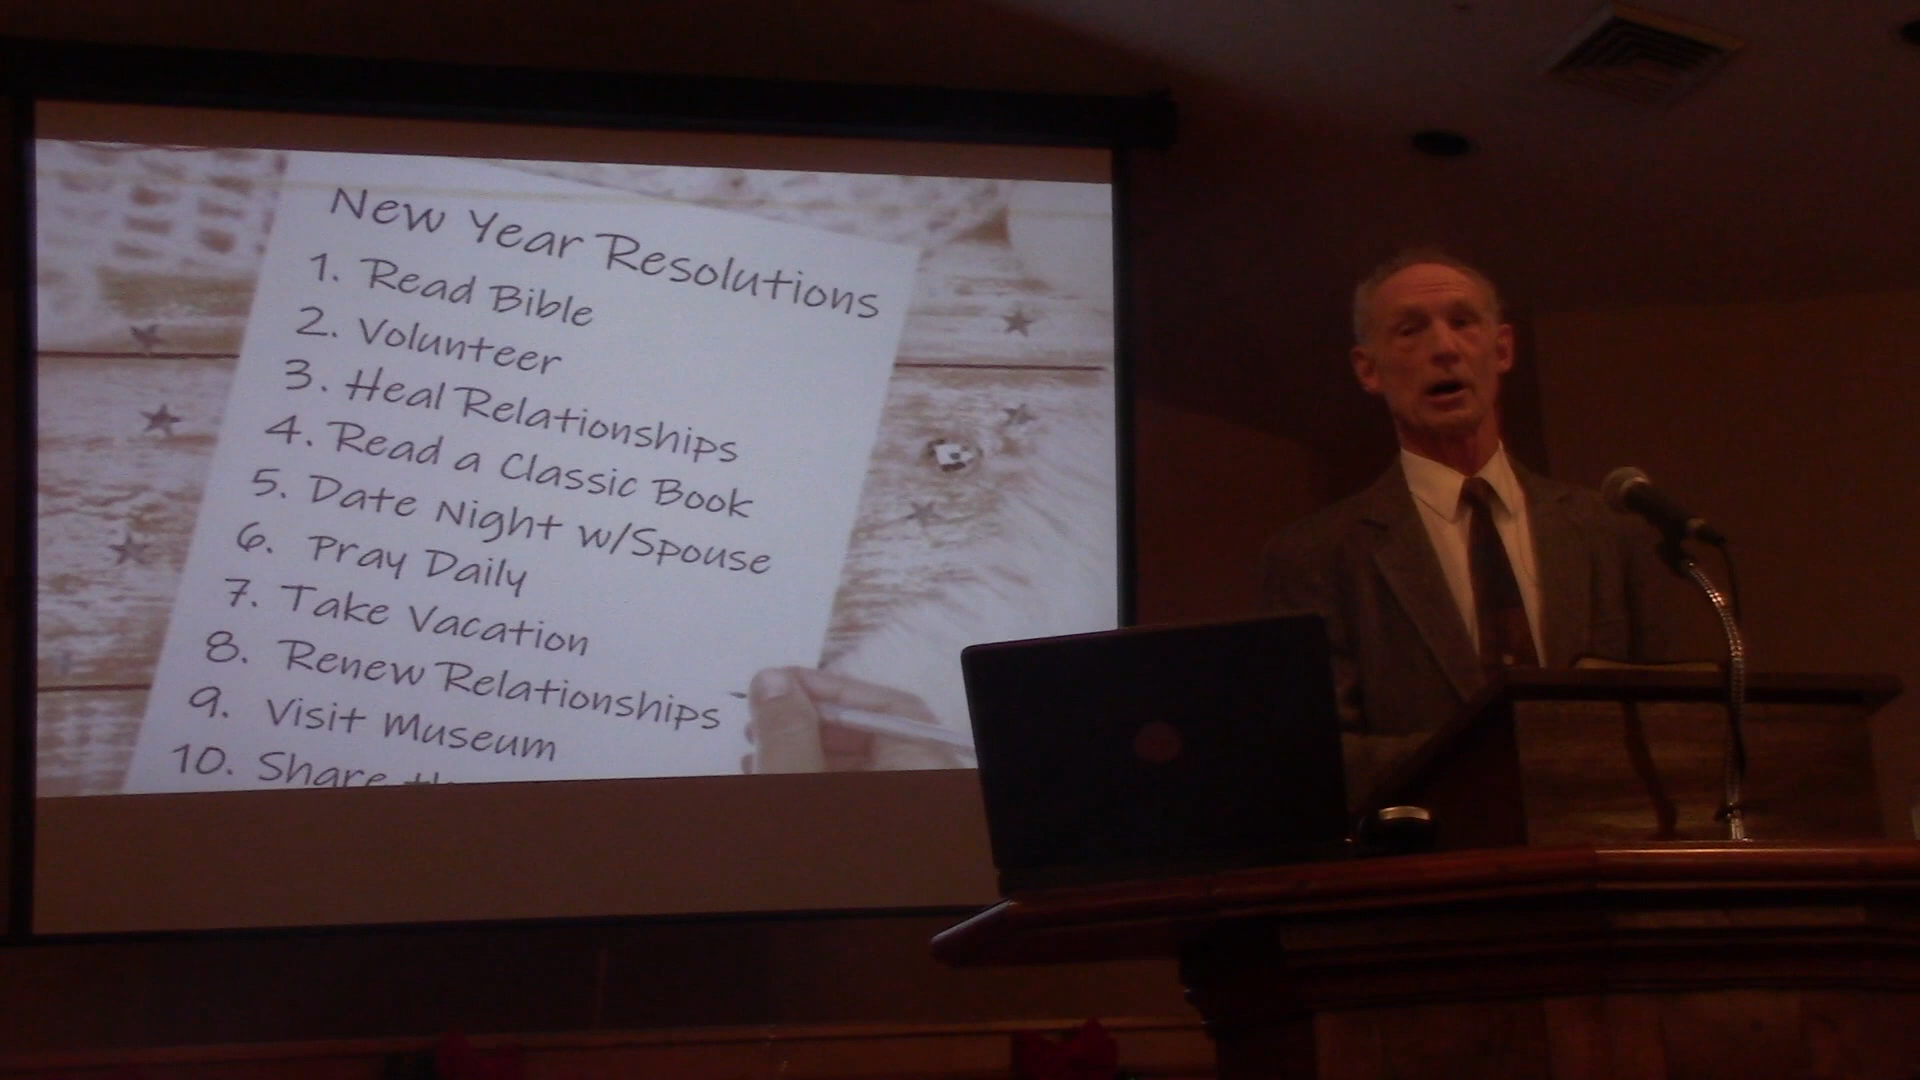 New Year Resolutions
1. Read Bible
2. Volunteer
3. Heal Relationships
4. Read a Classic Book
5. Date Night w/Spouse
6. Pray Daily
7. Take Vacation
8. Renew Relationships
9. Visit Museum
10. Share